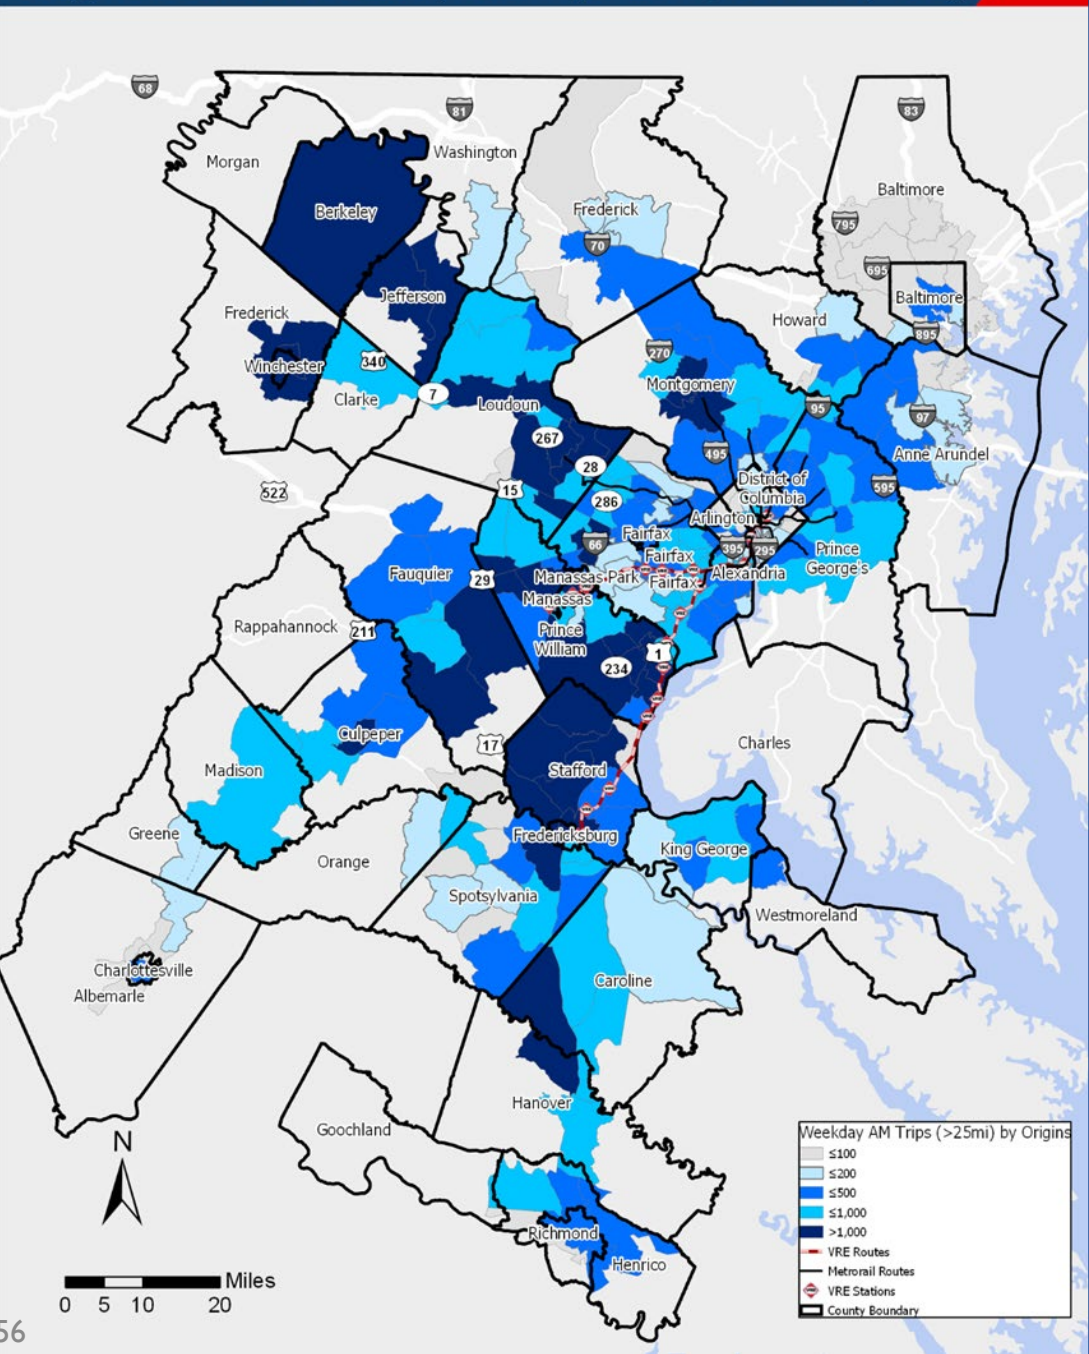 68
81
83
Washington
Morgan
Baltimore
Berkeley
Frederick
795
70
695
Jefferson
Baltimore
Frederick
Howard
895
270
Winchester
340
Montgomery
7
Clarke
Loudoun
95
97
267
495
Anne Arundel
28
District of
Columbia
595
522
15
286
Arlington
Fairfax
66
395
295
Fairfax
Prince
George's
Fauquier
29
Manassas Park
Fairfax
Alexandria
Manassas
Rappahannock
211
Prince
William
1
234
Culpeper
17
Charles
Madison
Stafford
Greene
Fredericksburg
King George
Orange
Spotsylvania
Westmoreland
Charlottesville
Caroline
Albemarle
Hanover
Goochland
N
Richmond
Henrico
Miles
0 5 10 20
56
Weekday AM Trips (>25mi) by Origins
≤100
≤200
≤500
≤1,000
>1,000
VRE Routes
Metrorail Routes
VRE Stations
County Boundary